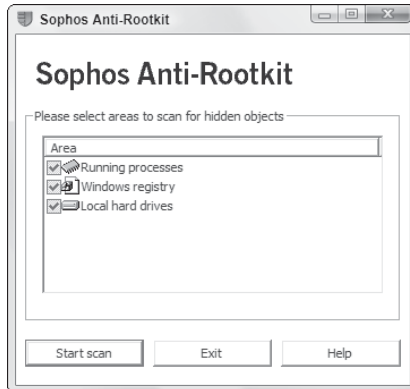 Sophos Anti-Rootkit
Sophos Anti-Rootkit
Please select areas to scan for hidden objects
Area
Running processes
Windows registry
Local hard drives
Start scan Exit Help